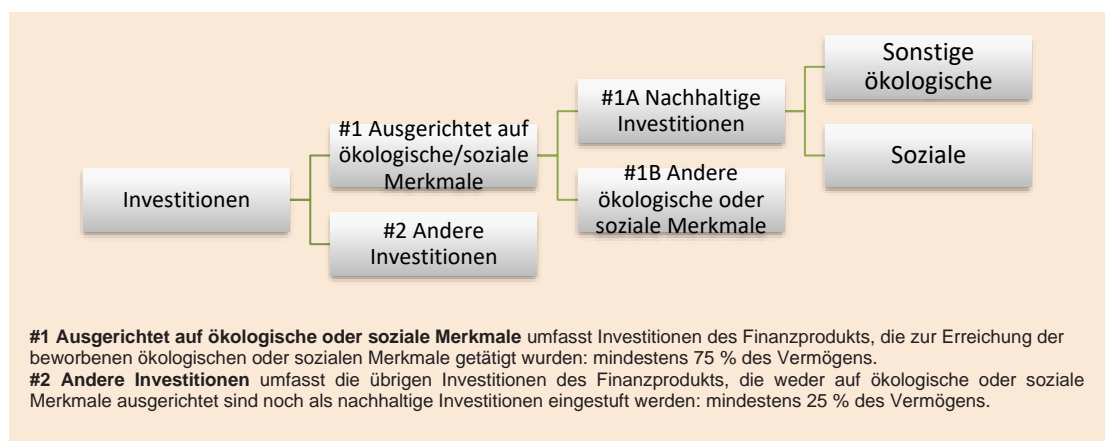 Investitionen
#1 Ausgerichtet auf
ökologische/soziale
Merkmale
#2 Andere
Investitionen
#1A Nachhaltige
Investitionen
#1B Andere
ökologische oder
soziale Merkmale
Sonstige
ökologische
Soziale
#1 Ausgerichtet auf ökologische oder soziale Merkmale umfasst Investitionen des Finanzprodukts, die zur Erreichung der
beworbenen ökologischen oder sozialen Merkmale getätigt wurden: mindestens 75 % des Vermögens.
#2 Andere Investitionen umfasst die übrigen Investitionen des Finanzprodukts, die weder auf ökologische oder soziale
Merkmale ausgerichtet sind noch als nachhaltige Investitionen eingestuft werden: mindestens 25 % des Vermögens.